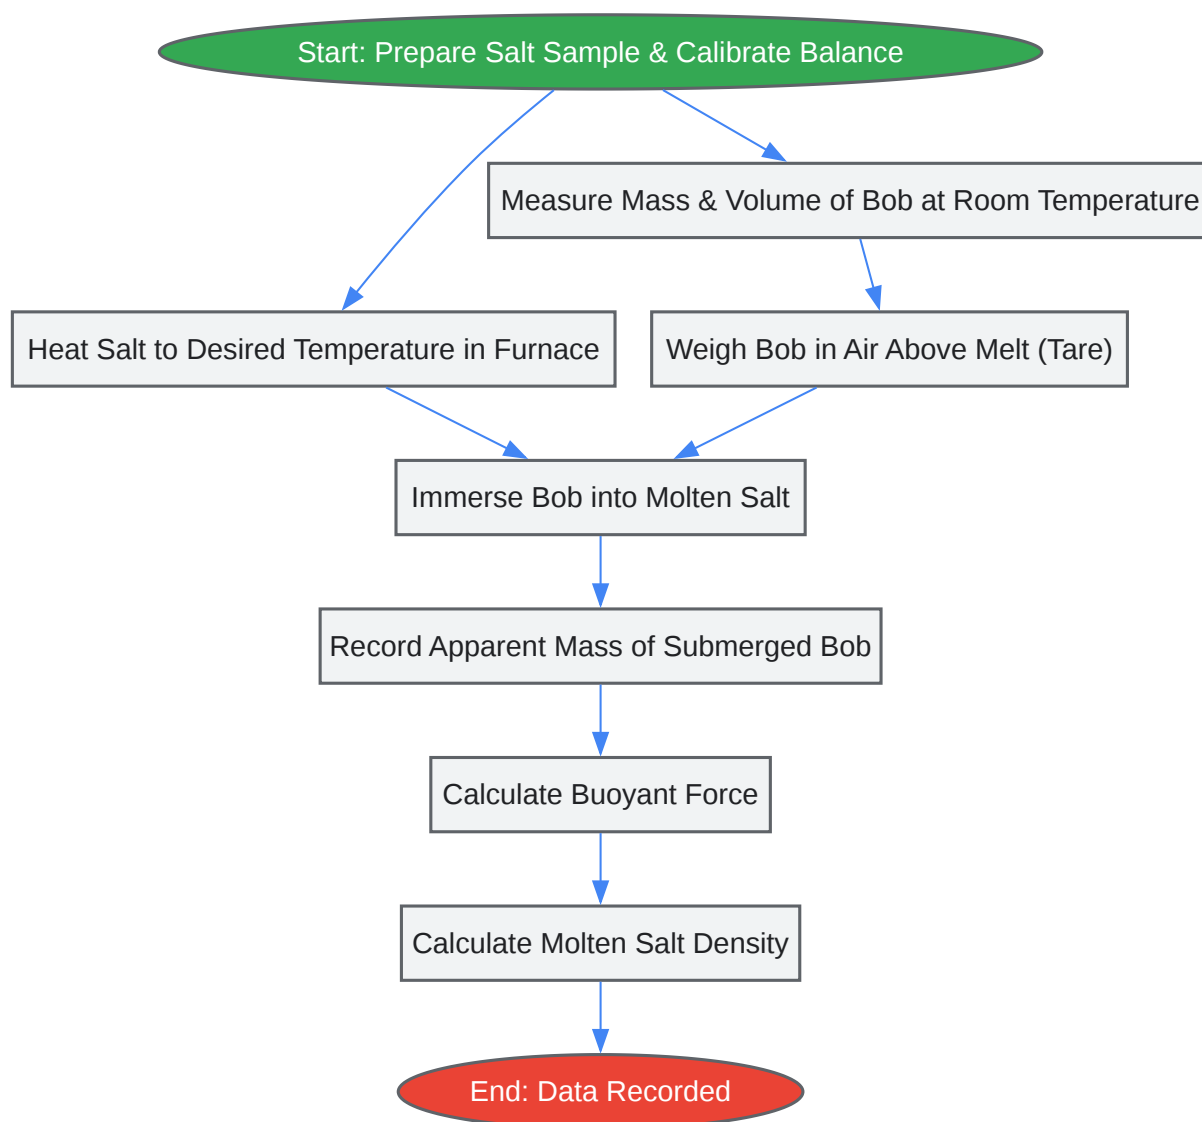 Start: Prepare Salt Sample & Calibrate Balance
Measure Mass & Volume of Bob at Room Temperature
Heat Salt to Desired Temperature in Furnace
Weigh Bob in Air Above Melt (Tare)
Immerse Bob into Molten Salt
Record Apparent Mass of Submerged Bob
Calculate Buoyant Force
Calculate Molten Salt Density
End: Data Recorded